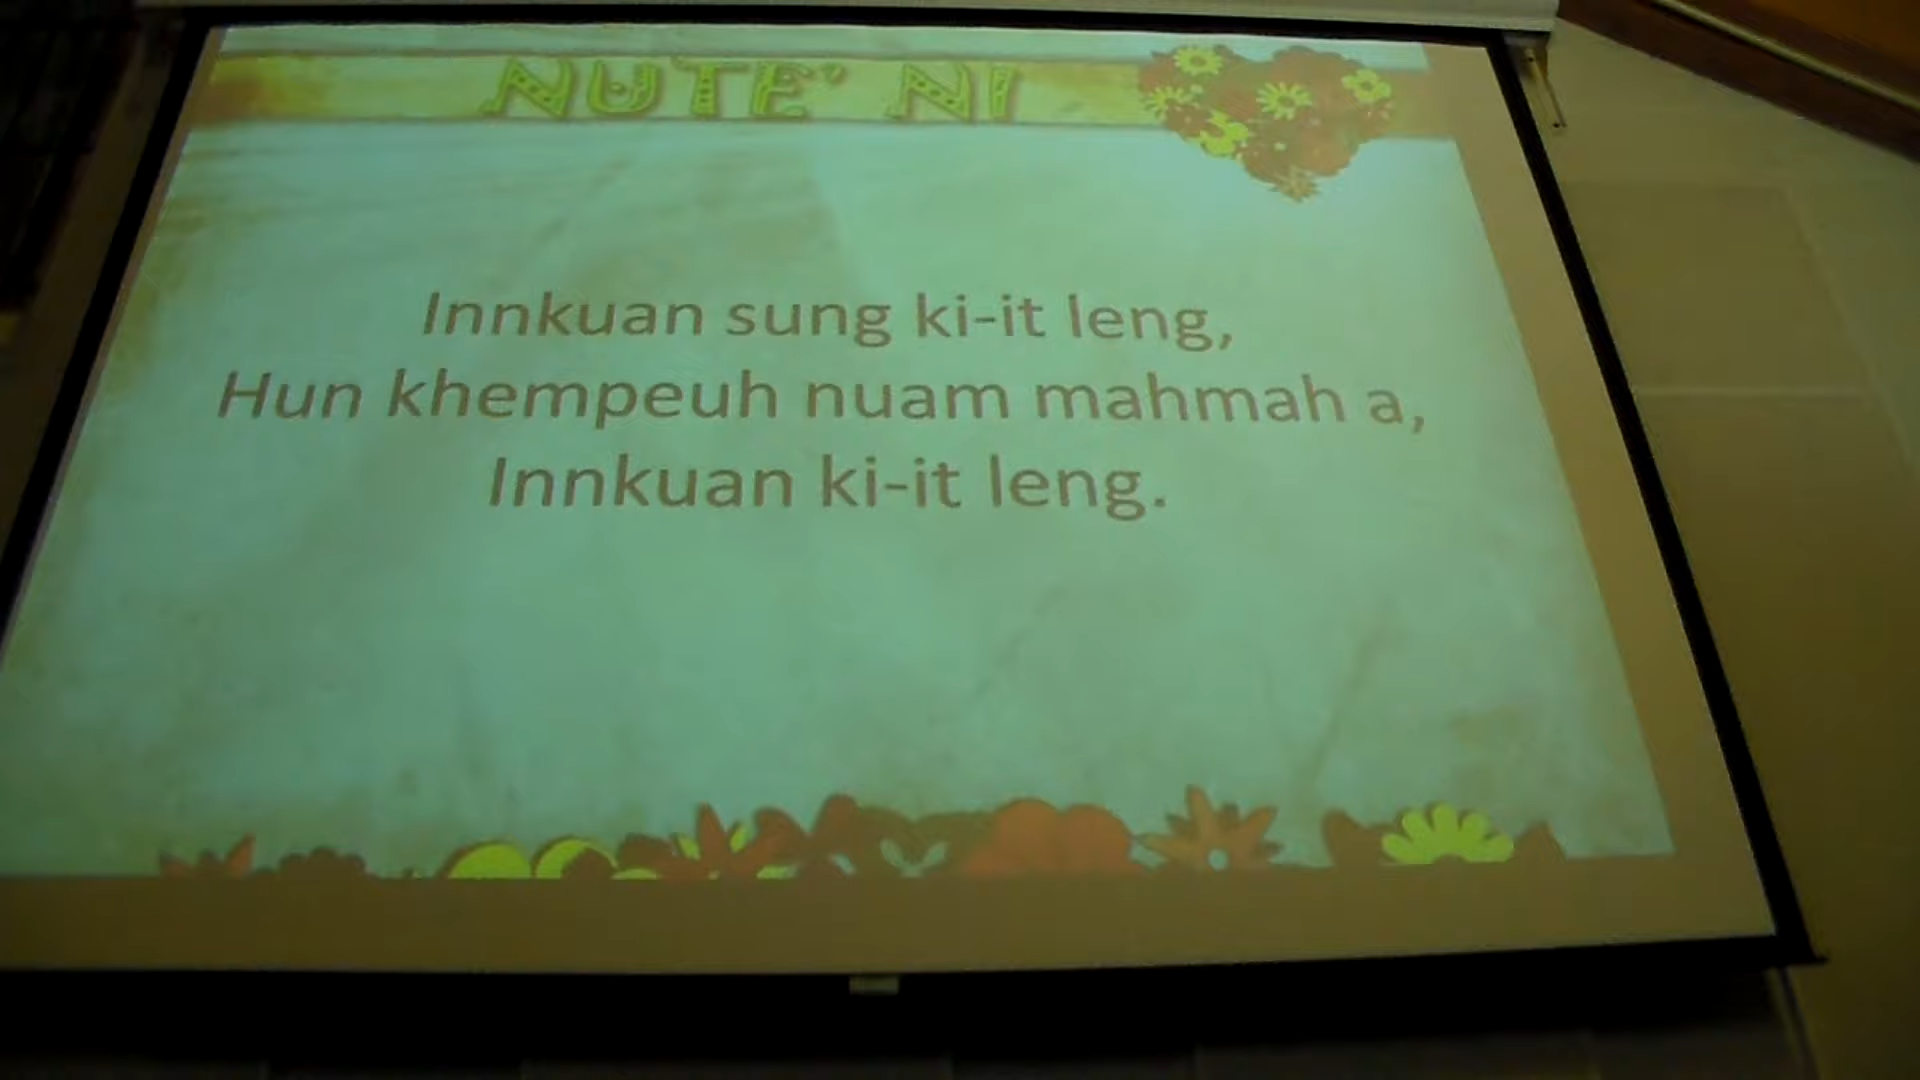 NUTE' NI
Innkuan sung ki-it leng,
Hun khempeuh nuam mahmah a,
Innkuan ki-it leng.